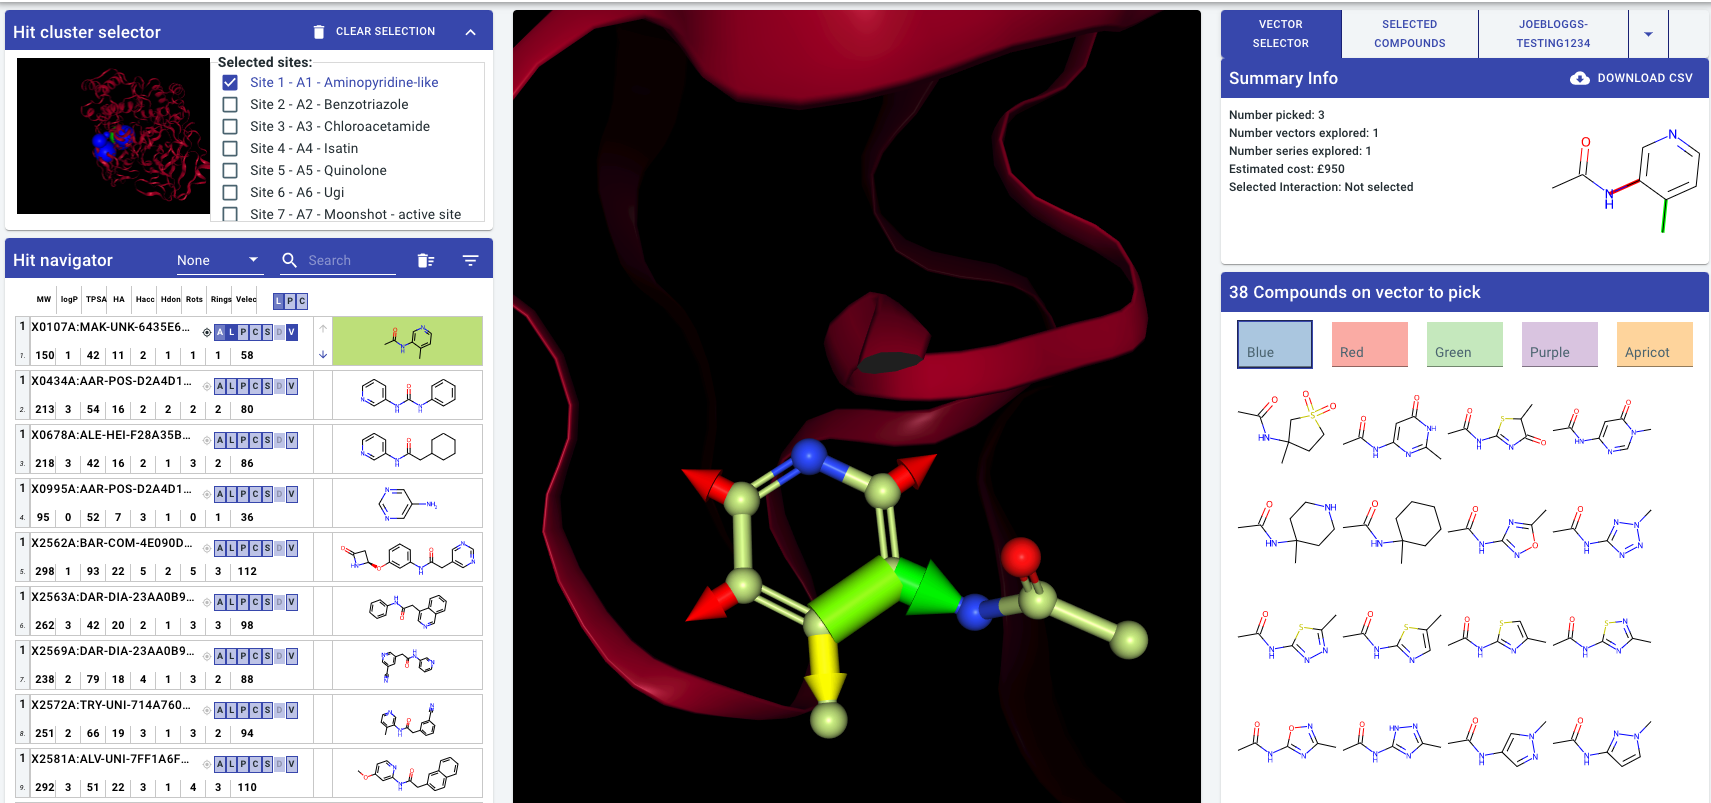 Hit cluster selector
CLEAR SELECTION
Selected sites:
Site 1 - A1 - Aminopyridine-like
Site 2 - A2 - Benzotriazole
Site 3 - A3 - Chloroacetamide
Site 4 - A4 - Isatin
Site 5 - A5 - Quinolone
Site 6 - A6 - Ugi
Site 7 - A7 - Moonshot - active site
Hit navigator
None
Search
MW logP TPSA HA Hacc Hdon Rots Rings Velec L P C
1 X0107A:MAK-UNK-6435E6... A L P C S D V
1. 150 1 42 11 2 1 1 1 58
1 X0434A:AAR-POS-D2A4D1... A L P C S D V
2. 213 3 54 16 2 2 2 2 80
1 X0678A:ALE-HEI-F28A35B... A L P C S D V
3. 218 3 42 16 2 1 3 2 86
1 X0995A:AAR-POS-D2A4D1... A L P C S D V
4. 95 0 52 7 3 1 0 1 36
1 X2562A:BAR-COM-4E090D... A L P C S D V
5. 298 1 93 22 5 2 5 3 112
1 X2563A:DAR-DIA-23AA0B9... A L P C S D V
6. 262 3 42 20 2 1 3 3 98
1 X2569A:DAR-DIA-23AA0B9... A L P C S D V
7. 238 2 79 18 4 1 3 2 88
1 X2572A:TRY-UNI-714A760... A L P C S D V
8. 251 2 66 19 3 1 3 2 94
1 X2581A:ALV-UNI-7FF1A6F... A L P C S D V
9. 292 3 51 22 3 1 4 3 110
VECTOR
SELECTOR
SELECTED
COMPOUNDS
JOEBLOGGS-
TESTING1234
Summary Info
DOWNLOAD CSV
Number picked: 3
Number vectors explored: 1
Number series explored: 1
Estimated cost: £950
Selected Interaction: Not selected
O
N
N
H
38 Compounds on vector to pick
Blue
Red
Green
Purple
Apricot